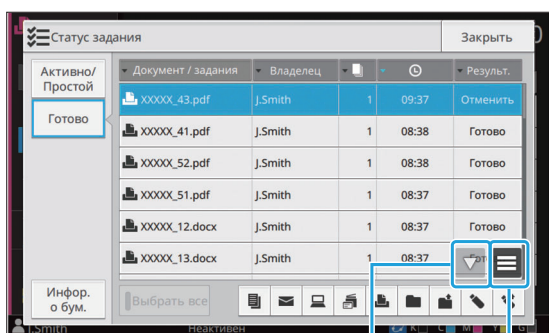 Статус задания
Закрыть
Активно/
Простой
Готово
Инфор.
о бум.
Документ / задания Владелец Результ.
XXXXX_43.pdf J.Smith 1 09:37 Отменить
XXXXX_41.pdf J.Smith 1 08:38 Готово
XXXXX_52.pdf J.Smith 1 08:38 Готово
XXXXX_51.pdf J.Smith 1 08:37 Готово
XXXXX_12.docx J.Smith 1 08:37 Готово
XXXXX_13.docx J.Smith 1 08:37
Выбрать все
J.Smith Неактивен K C M Y G